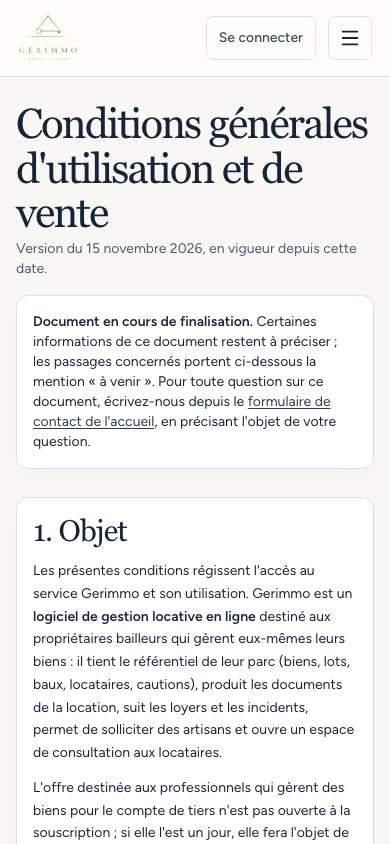 GERIMMO
Se connecter
Conditions générales
d'utilisation et de
vente
Version du 15 novembre 2026, en vigueur depuis cette
date.
Document en cours de finalisation. Certaines
informations de ce document restent à préciser ;
les passages concernés portent ci-dessous la
mention « à venir ». Pour toute question sur ce
document, écrivez-nous depuis le formulaire de
contact de l'accueil, en précisant l'objet de votre
question.
1. Objet
Les présentes conditions régissent l'accès au
service Gerimmo et son utilisation. Gerimmo est un
logiciel de gestion locative en ligne destiné aux
propriétaires bailleurs qui gèrent eux-mêmes leurs
biens : il tient le référentiel de leur parc (biens, lots,
baux, locataires, cautions), produit les documents
de la location, suit les loyers et les incidents,
permet de solliciter des artisans et ouvre un espace
de consultation aux locataires.
L'offre destinée aux professionnels qui gèrent des
biens pour le compte de tiers n'est pas ouverte à la
souscription ; si elle l'est un jour, elle fera l'objet de